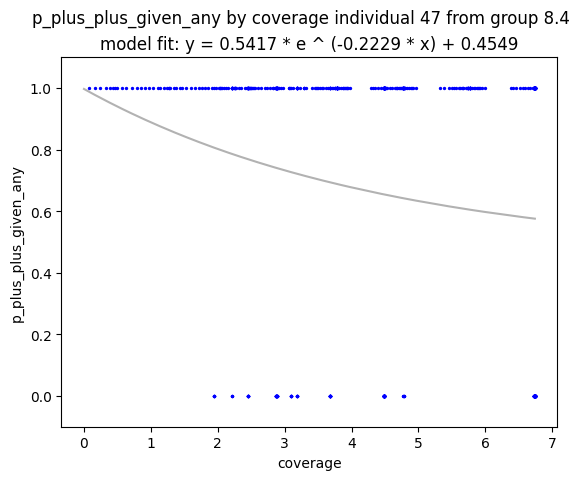 p_plus_plus_given_any by coverage individual 47 from group 8.4
model fit: y = 0.5417 * e ^ (-0.2229 * x) + 0.4549
1.0
0.8
0.6
0.4
0.2
0.0
p_plus_plus_given_any
0 1 2 3 4 5 6 7
coverage